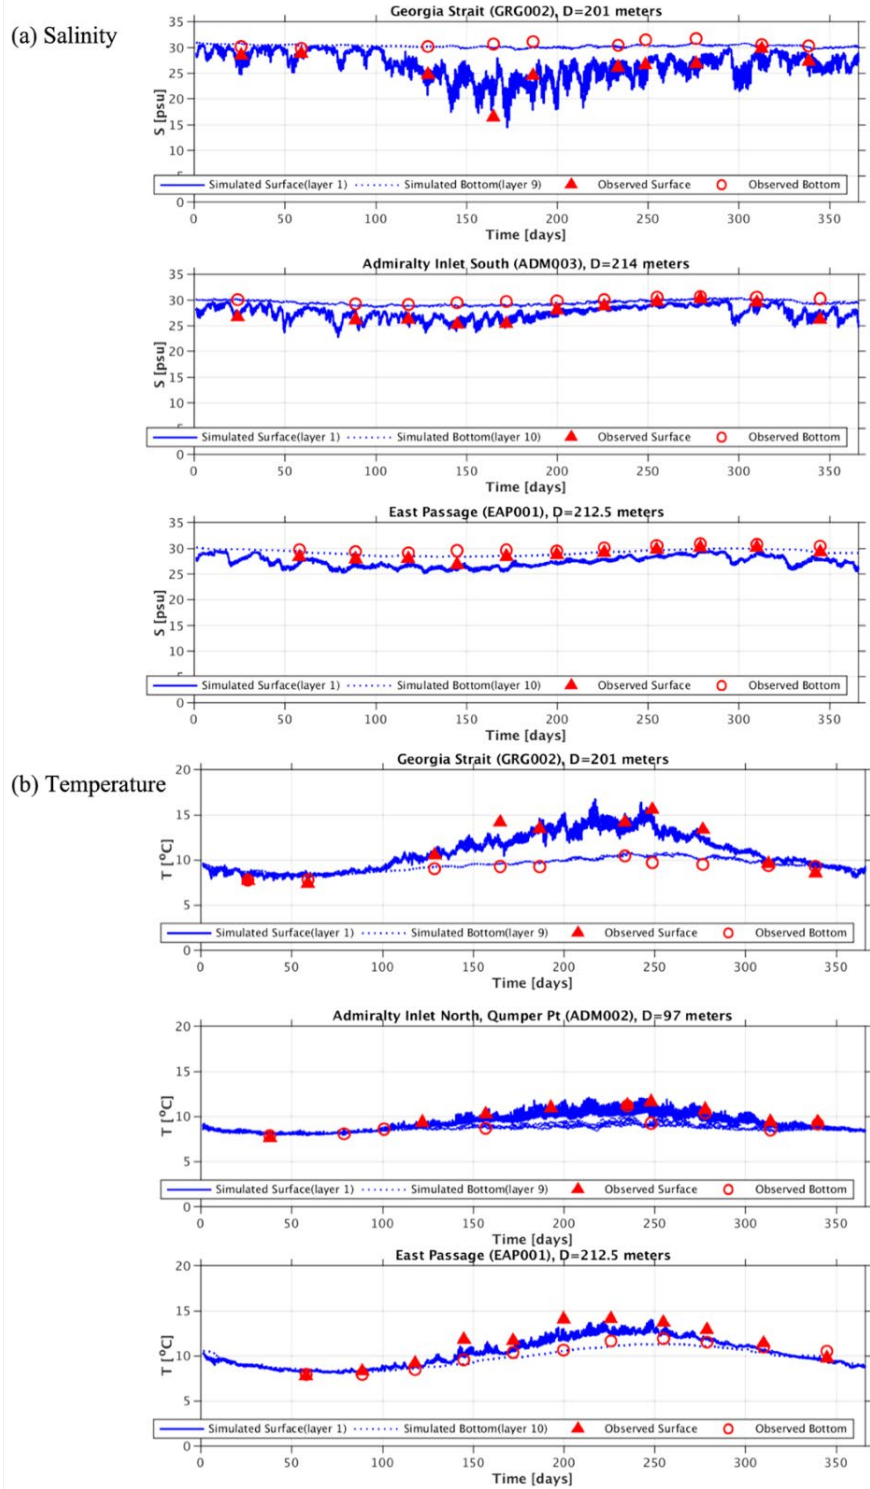 (a) Salinity
Georgia Strait (GRG002), D=201 meters
35
30
25
20
15
10
5
0
S [psu]
Simulated Surface(layer 1) Simulated Bottom(layer 9) Observed Surface Observed Bottom
0 50 100 150 200 250 300 350
Time [days]
Admiralty Inlet South (ADM003), D=214 meters
35
30
25
20
15
10
5
0
S [psu]
Simulated Surface(layer 1) Simulated Bottom(layer 10) Observed Surface Observed Bottom
0 50 100 150 200 250 300 350
Time [days]
East Passage (EAP001), D=212.5 meters
35
30
25
20
15
10
5
0
S [psu]
Simulated Surface(layer 1) Simulated Bottom(layer 10) Observed Surface Observed Bottom
0 50 100 150 200 250 300 350
Time [days]
(b) Temperature
Georgia Strait (GRG002), D=201 meters
20
15
10
5
0
T [°C]
Simulated Surface(layer 1) Simulated Bottom(layer 9) Observed Surface Observed Bottom
0 50 100 150 200 250 300 350
Time [days]
Admiralty Inlet North, Qumper Pt (ADM002), D=97 meters
20
15
10
5
0
T [°C]
Simulated Surface(layer 1) Simulated Bottom(layer 9) Observed Surface Observed Bottom
0 50 100 150 200 250 300 350
Time [days]
East Passage (EAP001), D=212.5 meters
20
15
10
5
0
T [°C]
Simulated Surface(layer 1) Simulated Bottom(layer 10) Observed Surface Observed Bottom
0 50 100 150 200 250 300 350
Time [days]